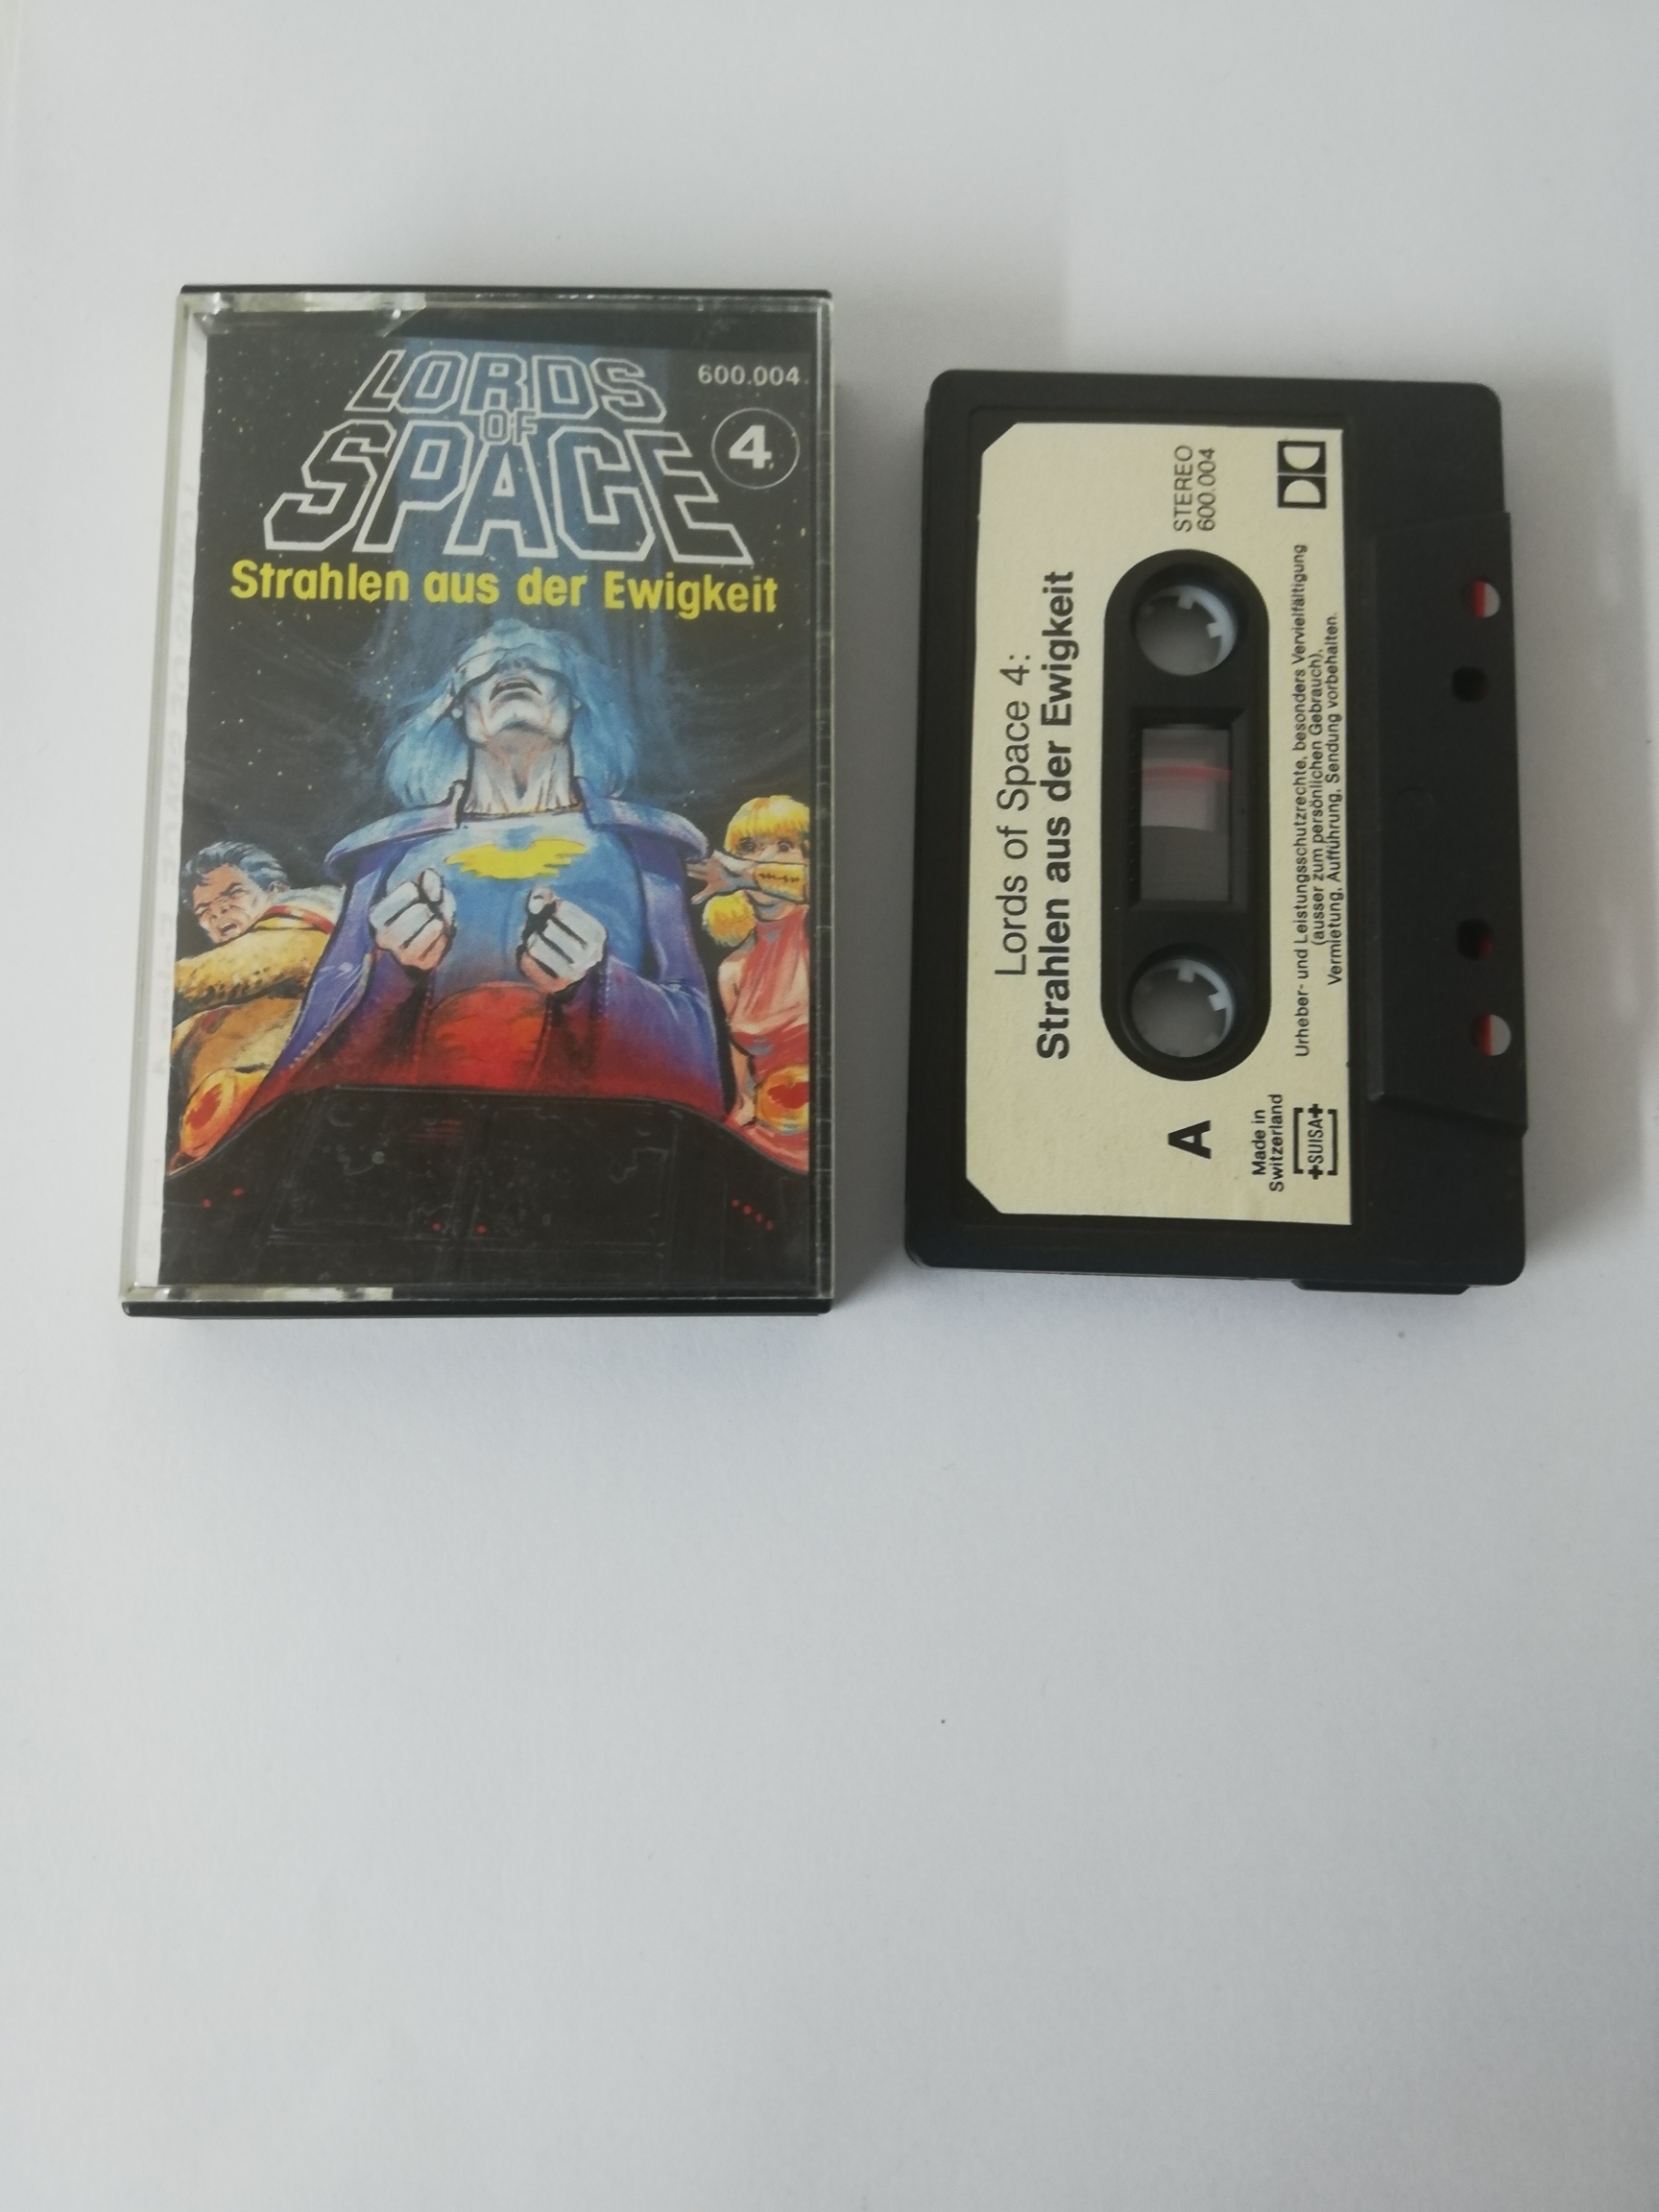 LORDS
OF
SPACE
600.004
4
Strahlen aus der Ewigkeit
Lords of Space 4:
Strahlen aus der Ewigkeit
STEREO
600.004
A
Made in
Switzerland
SUISA
Urheber- und Leistungsschutzrechte, besonders Vervielfältigung
(ausser zum persönlichen Gebrauch),
Vermietung, Aufführung, Sendung vorbehalten.